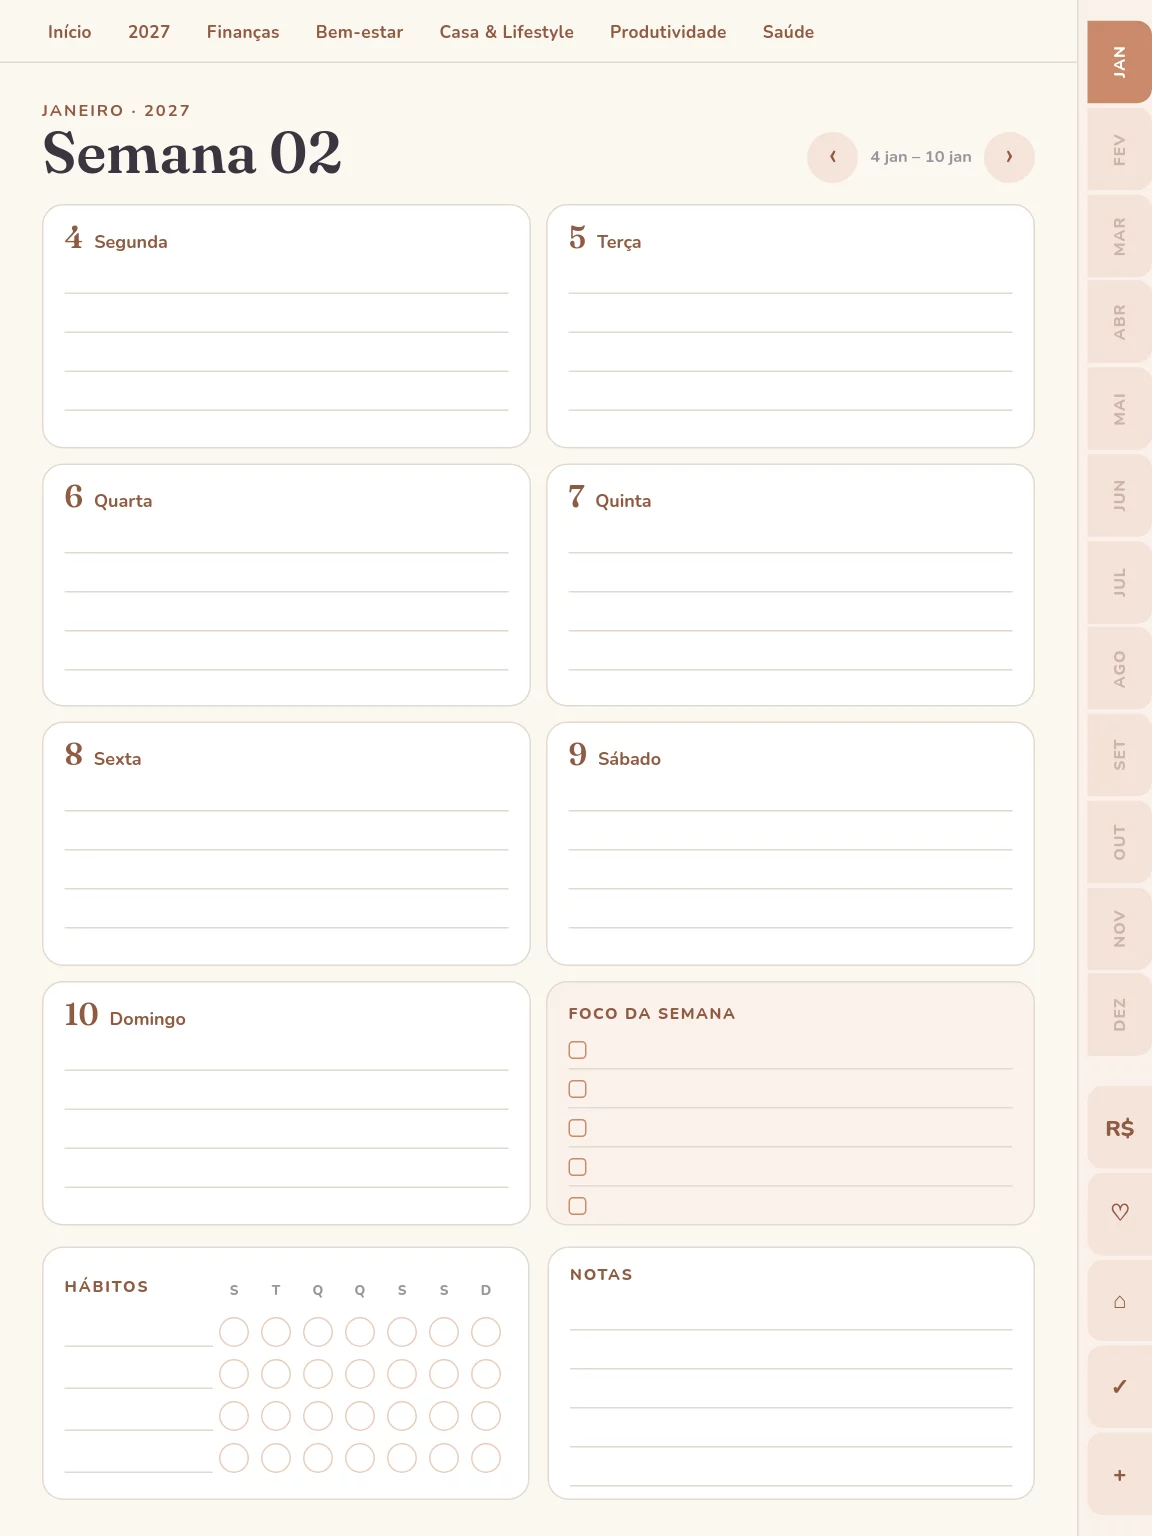 Início 2027 Finanças Bem-estar Casa & Lifestyle Produtividade Saúde
JANEIRO · 2027
Semana 02
‹ 4 jan – 10 jan ›
4 Segunda
5 Terça
6 Quarta
7 Quinta
8 Sexta
9 Sábado
10 Domingo
FOCO DA SEMANA
HÁBITOS
S T Q Q S S D
NOTAS
JAN
FEV
MAR
ABR
MAI
JUN
JUL
AGO
SET
OUT
NOV
DEZ
R$
♡
⌂
✓
+